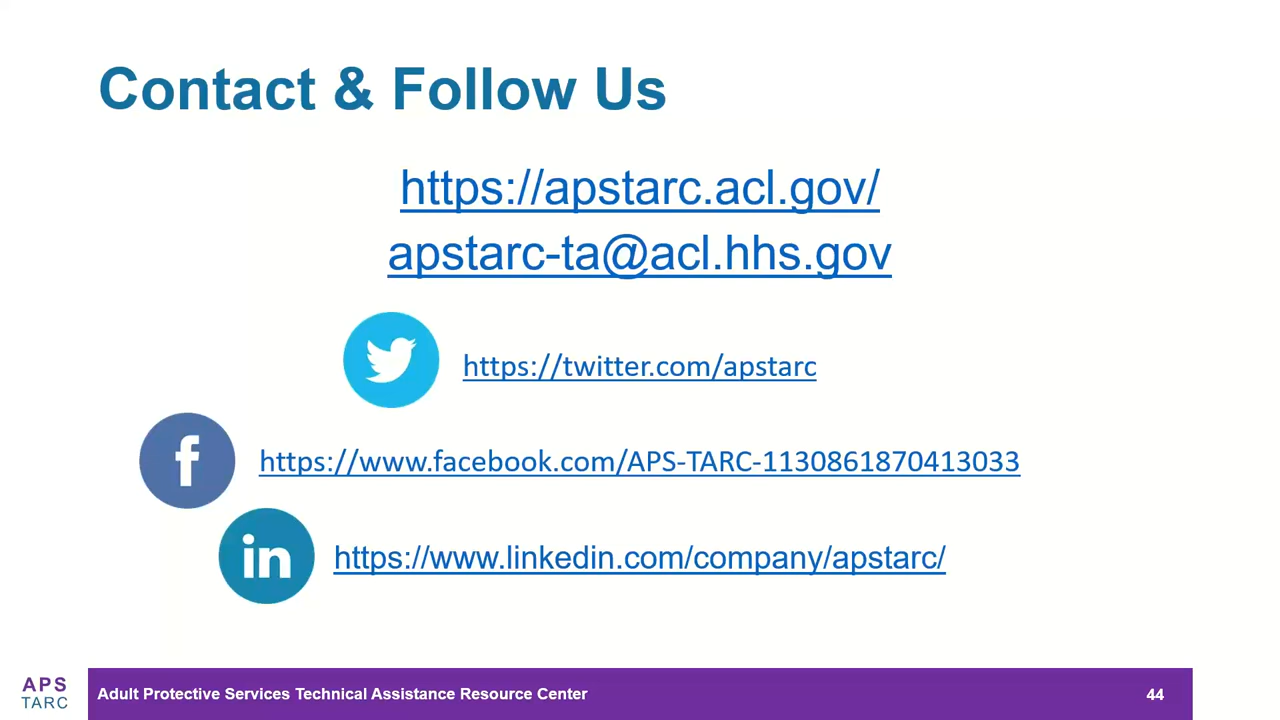 Contact & Follow Us
https://apstarc.acl.gov/
apstarc-ta@acl.hhs.gov
https://twitter.com/apstarc
f
https://www.facebook.com/APS-TARC-1130861870413033
in
https://www.linkedin.com/company/apstarc/
APS
TARC
Adult Protective Services Technical Assistance Resource Center
44